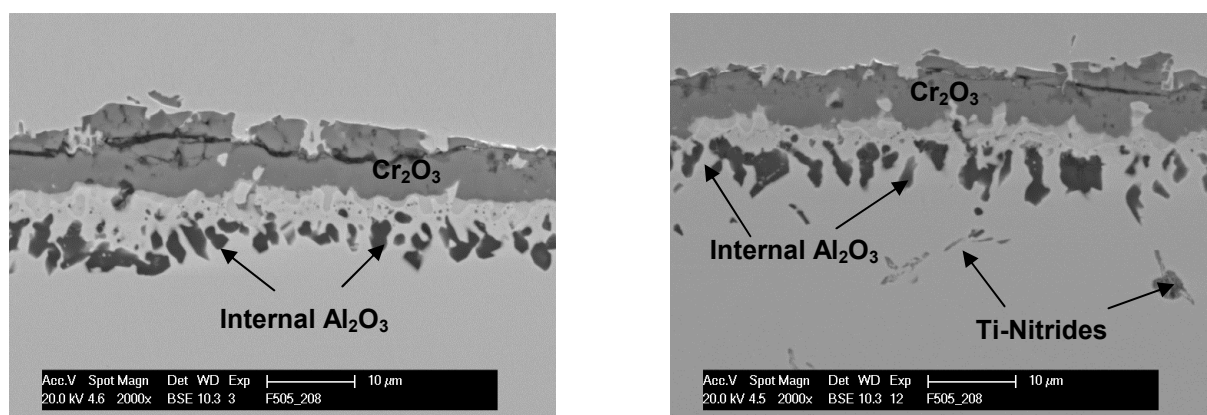 Cr₂O₃
Internal Al₂O₃
Acc.V Spot Magn Det WD Exp 10 μm
20.0 kV 4.6 2000x BSE 10.3 3 F505_208
Cr₂O₃
Internal Al₂O₃
Ti-Nitrides
Acc.V Spot Magn Det WD Exp 10 μm
20.0 kV 4.5 2000x BSE 10.3 12 F505_208